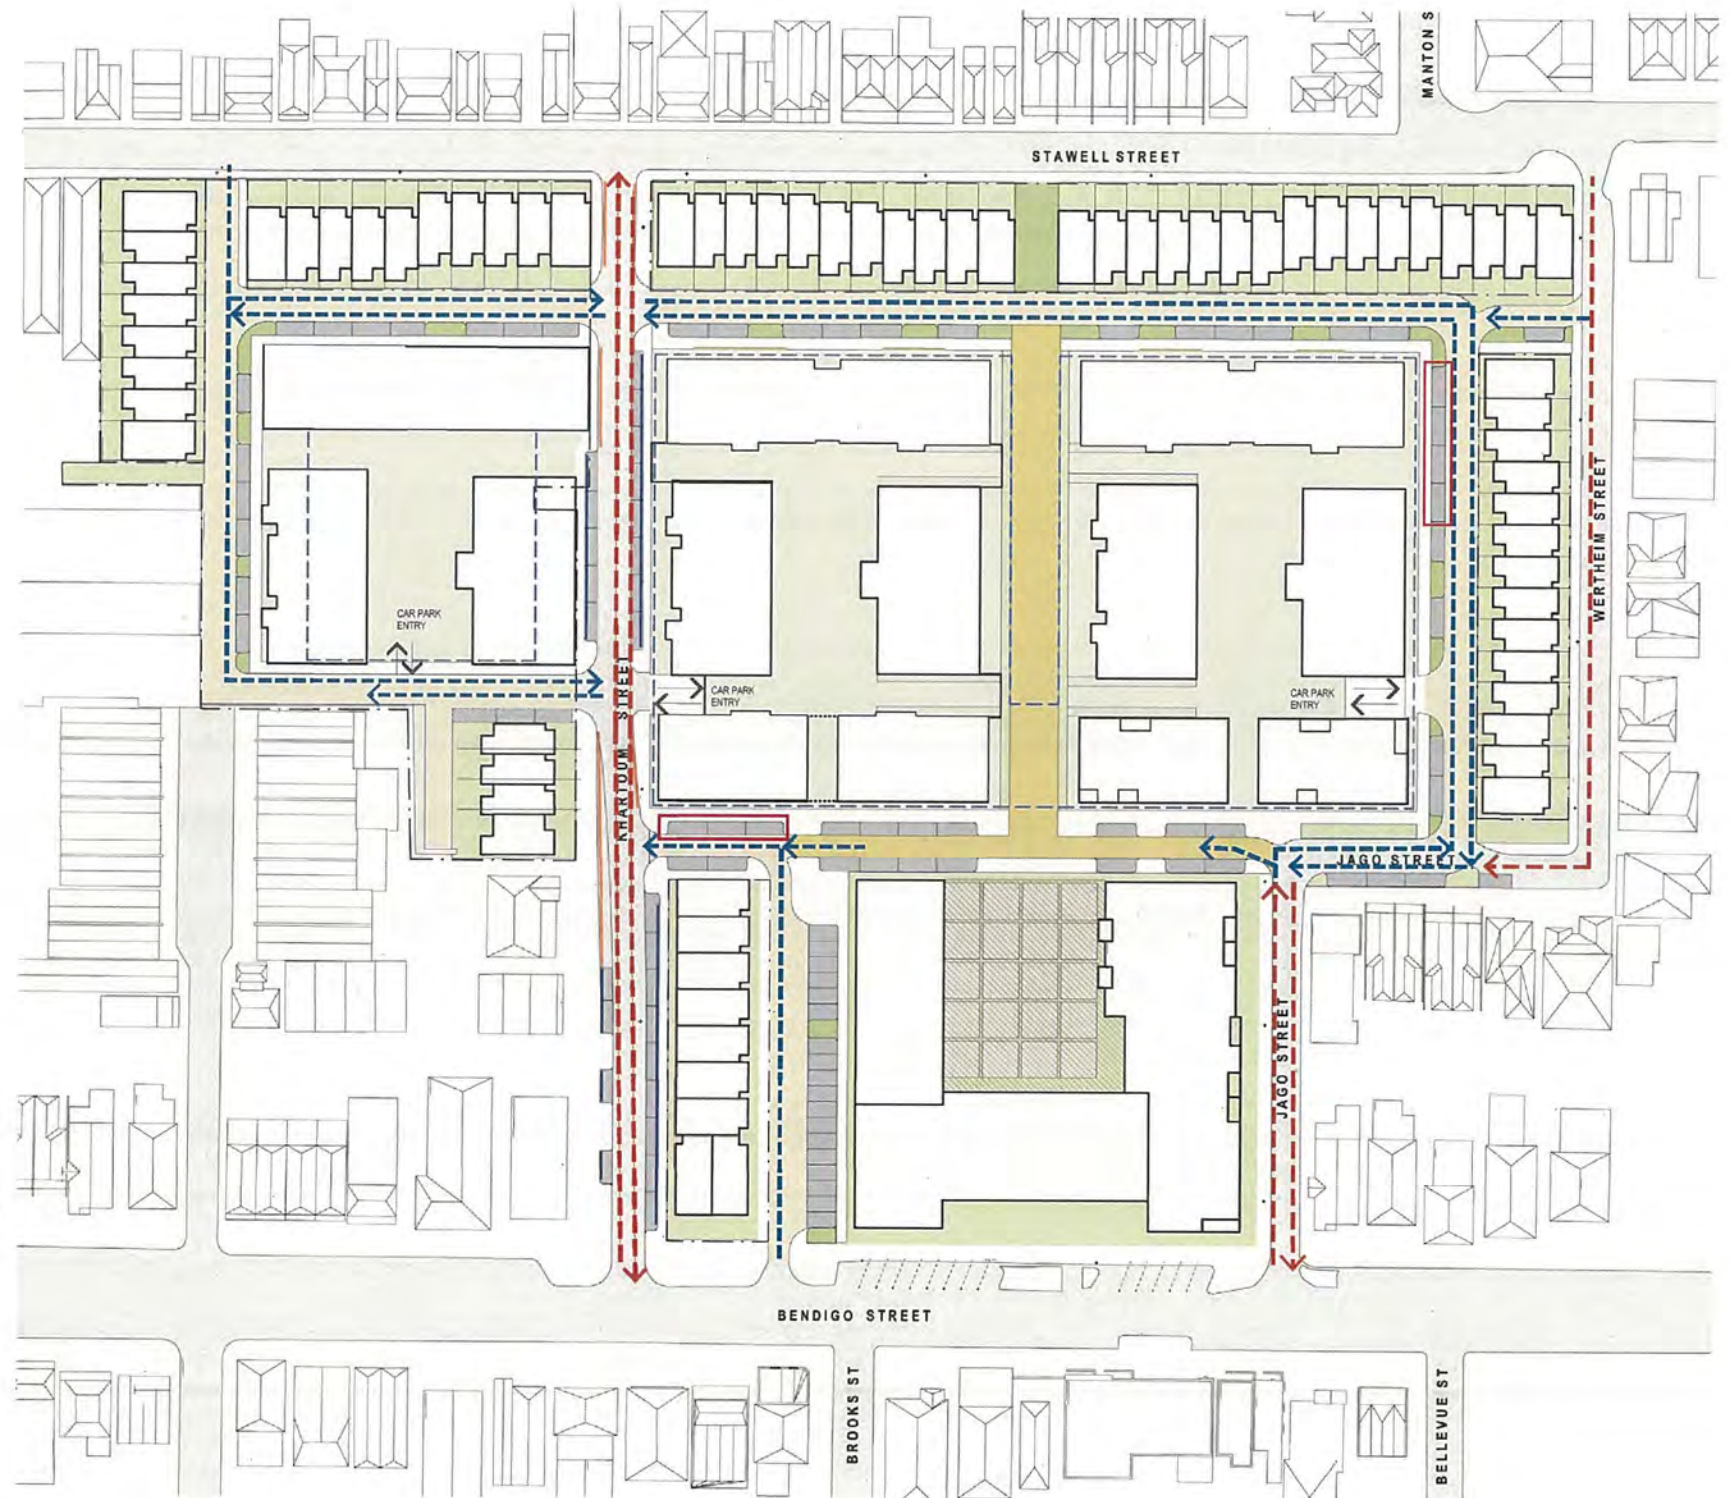 MANTON S
STAWELL STREET
WERTHEIM STREET
CAR PARK
ENTRY
KHARTOUM STREET
CAR PARK
ENTRY
CAR PARK
ENTRY
JAGO STREET
JAGO STREET
BENDIGO STREET
BROOKS ST
BELLEVUE ST